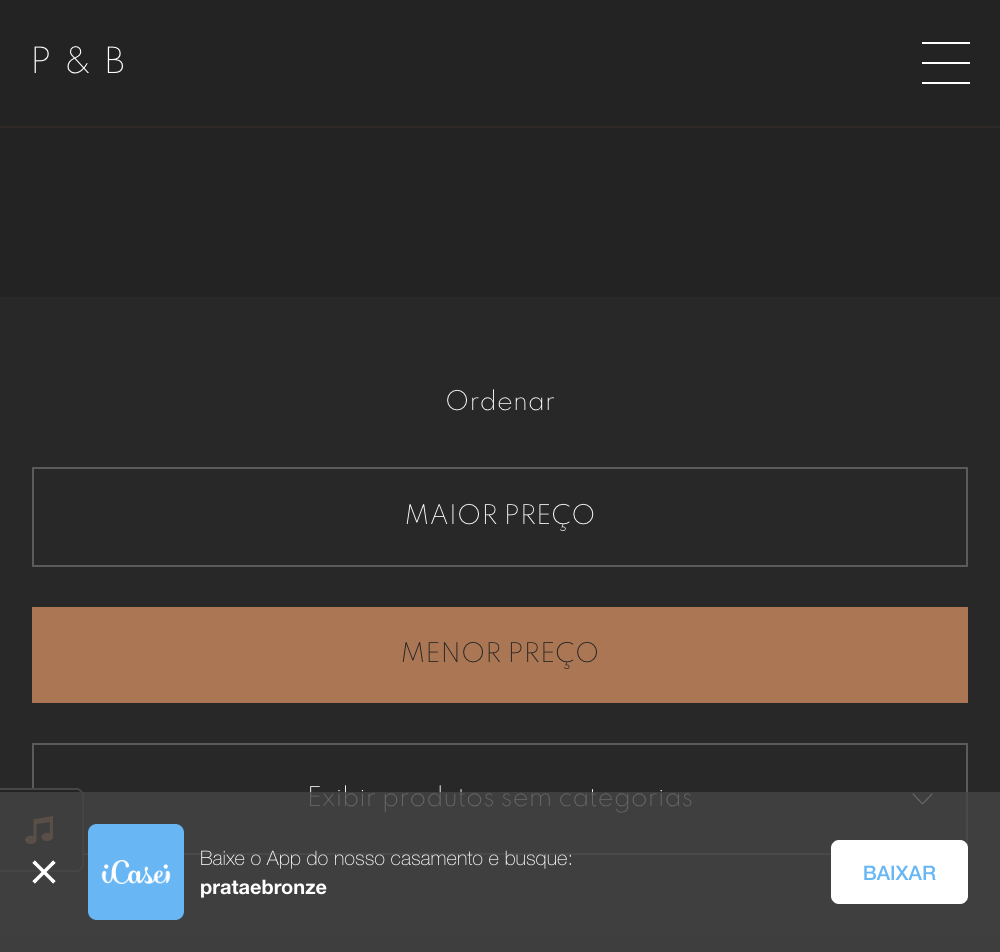 P & B
Ordenar
MAIOR PREÇO
MENOR PREÇO
Exibir produtos sem categorias
iCasei
Baixe o App do nosso casamento e busque:
prataebronze
BAIXAR